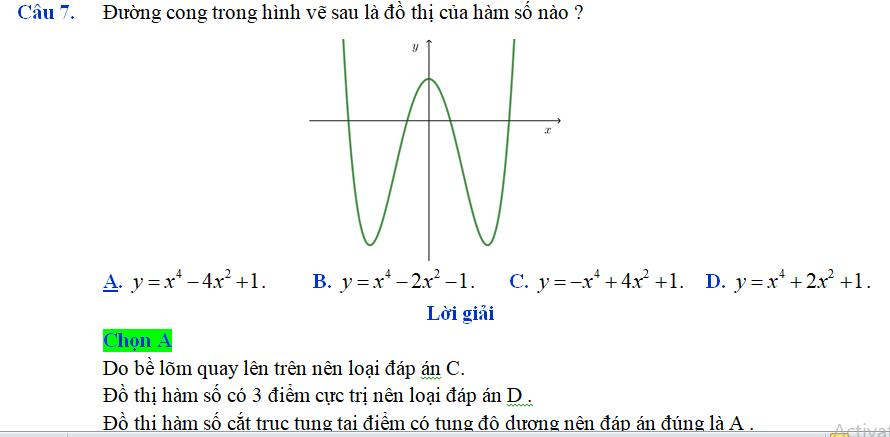 Câu 7. Đường cong trong hình vẽ sau là đồ thị của hàm số nào ?
y
x
A. y = x⁴ − 4x² + 1. B. y = x⁴ − 2x² − 1. C. y = −x⁴ + 4x² + 1. D. y = x⁴ + 2x² + 1.
Lời giải
Chọn A
Do bề lõm quay lên trên nên loại đáp án C.
Đồ thị hàm số có 3 điểm cực trị nên loại đáp án D .
Đồ thị hàm số cắt trục tung tại điểm có tung độ dương nên đáp án đúng là A .